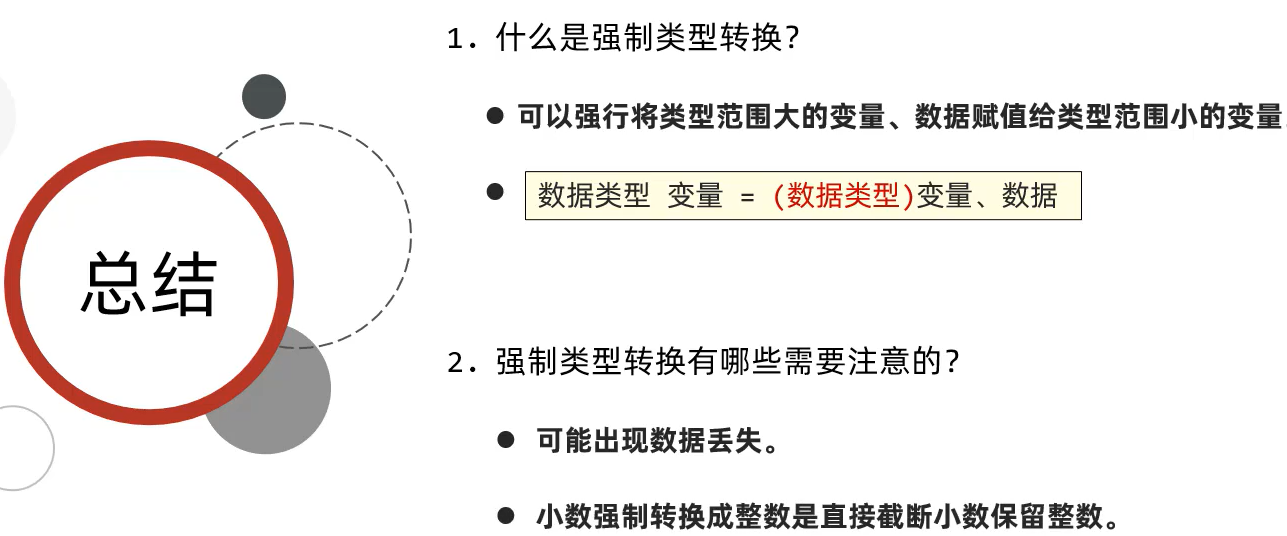 总结
1. 什么是强制类型转换?
● 可以强行将类型范围大的变量、数据赋值给类型范围小的变量
● 数据类型 变量 = (数据类型)变量、数据
2. 强制类型转换有哪些需要注意的?
● 可能出现数据丢失。
● 小数强制转换成整数是直接截断小数保留整数。